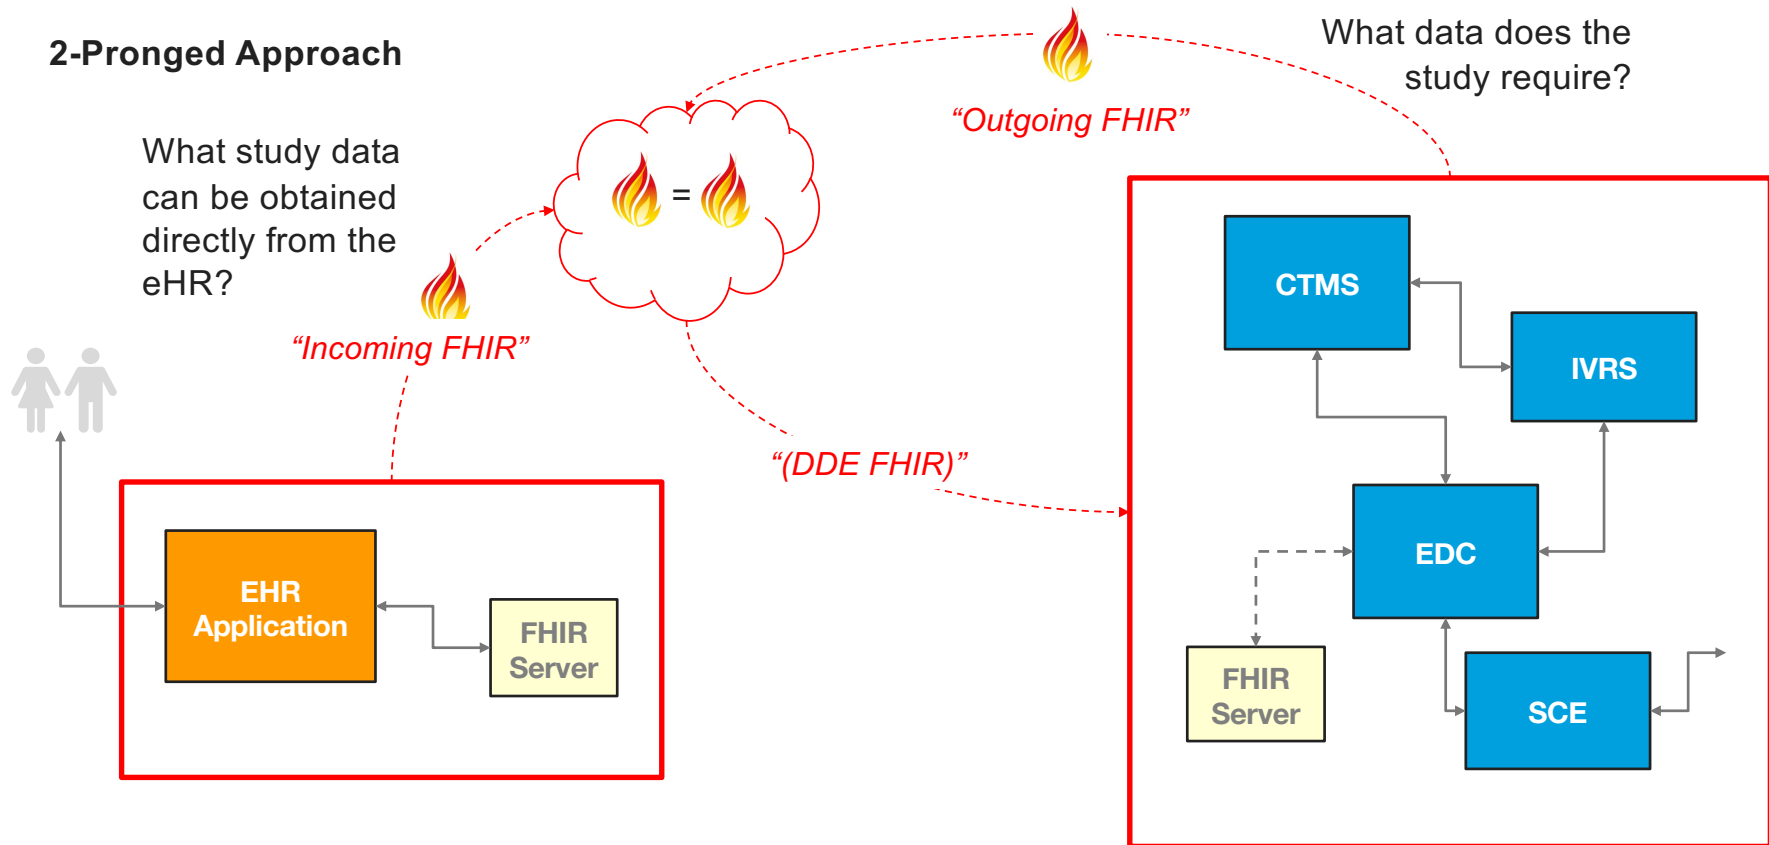 2-Pronged Approach
What data does the
study require?
“Outgoing FHIR”
What study data
can be obtained
directly from the
eHR?
=
“Incoming FHIR”
CTMS
IVRS
“(DDE FHIR)”
EDC
EHR
Application
FHIR
Server
FHIR
Server
SCE